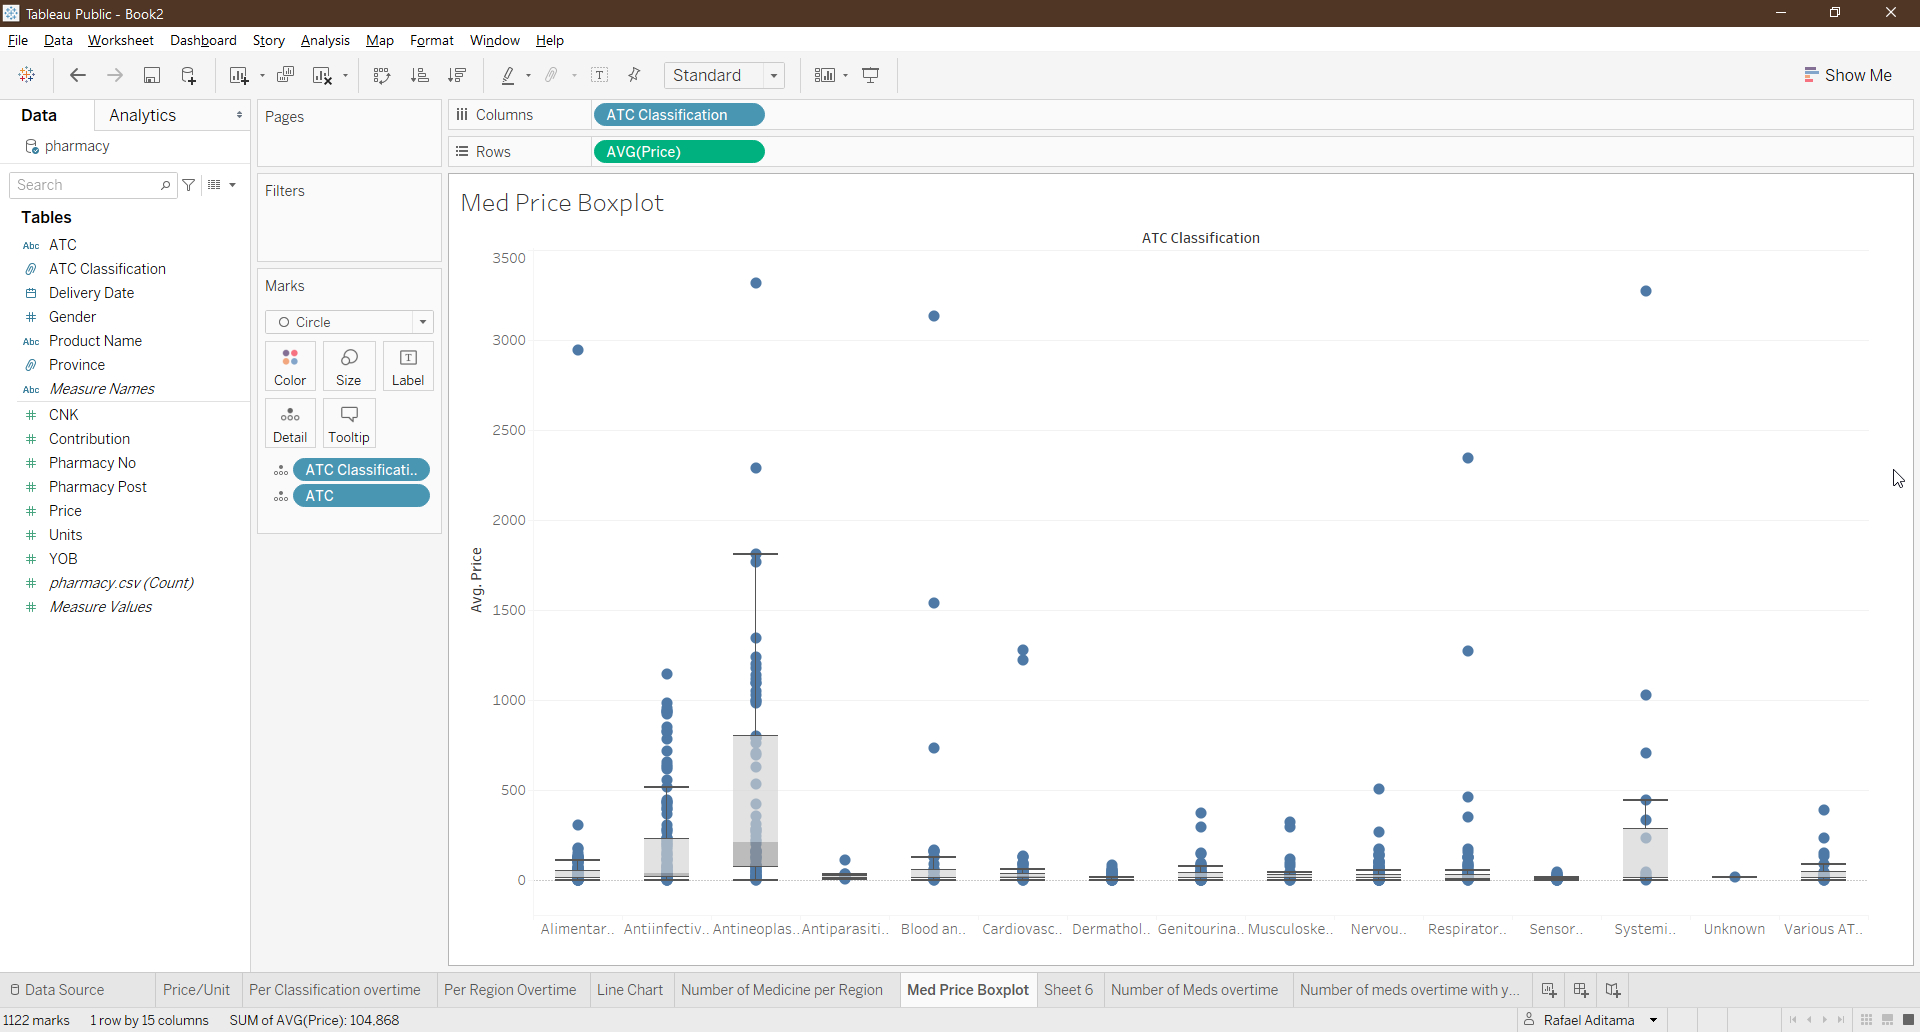 Tableau Public - Book2
File Data Worksheet Dashboard Story Analysis Map Format Window Help
Standard
Show Me
Data Analytics
pharmacy
Search
Tables
Abc ATC
ATC Classification
Delivery Date
Gender
Abc Product Name
Province
Abc Measure Names
CNK
Contribution
Pharmacy No
Pharmacy Post
Price
Units
YOB
pharmacy.csv (Count)
Measure Values
Pages
Filters
Marks
Circle
Color Size Label
Detail Tooltip
ATC Classificati..
ATC
Columns ATC Classification
Rows AVG(Price)
Med Price Boxplot
ATC Classification
3500
3000
2500
2000
1500
1000
500
0
Avg. Price
Alimentar.. Antiinfectiv.. Antineoplas.. Antiparasiti.. Blood an.. Cardiovasc.. Dermathol.. Genitourina.. Musculoske.. Nervou.. Respirator.. Sensor.. Systemi.. Unknown Various AT..
Data Source Price/Unit Per Classification overtime Per Region Overtime Line Chart Number of Medicine per Region Med Price Boxplot Sheet 6 Number of Meds overtime Number of meds overtime with y...
1122 marks 1 row by 15 columns SUM of AVG(Price): 104,868 Rafael Aditama